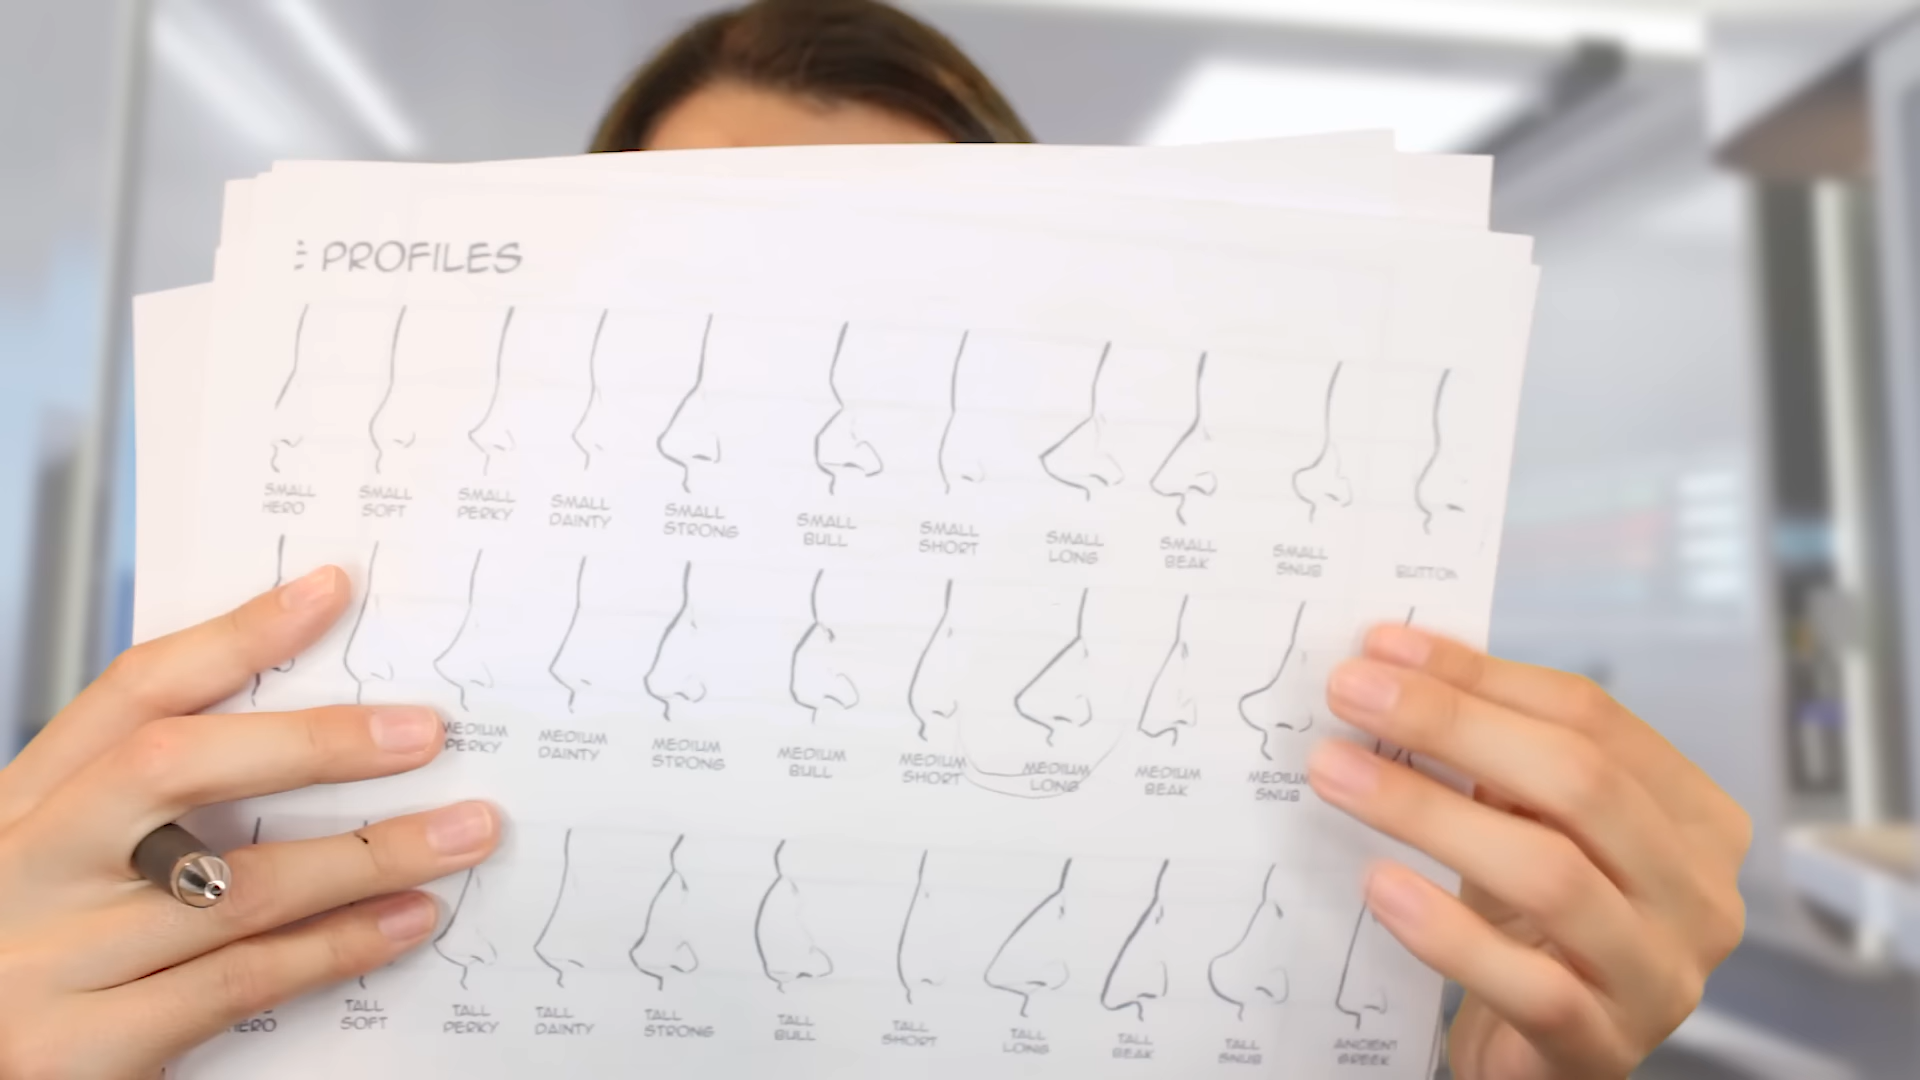 PROFILES
SMALL SMALL SMALL SMALL SMALL SMALL SMALL SMALL SMALL SMALL BUTTON
HERO SOFT PERKY DAINTY STRONG BULL SHORT LONG BEAK SNUB
MEDIUM MEDIUM MEDIUM MEDIUM MEDIUM MEDIUM MEDIUM MEDIUM
PERKY DAINTY STRONG BULL SHORT LONG BEAK SNUB
TALL TALL TALL TALL TALL TALL TALL TALL TALL ANCIENT
HERO SOFT PERKY DAINTY STRONG BULL SHORT LONG BEAK SNUB GREEK